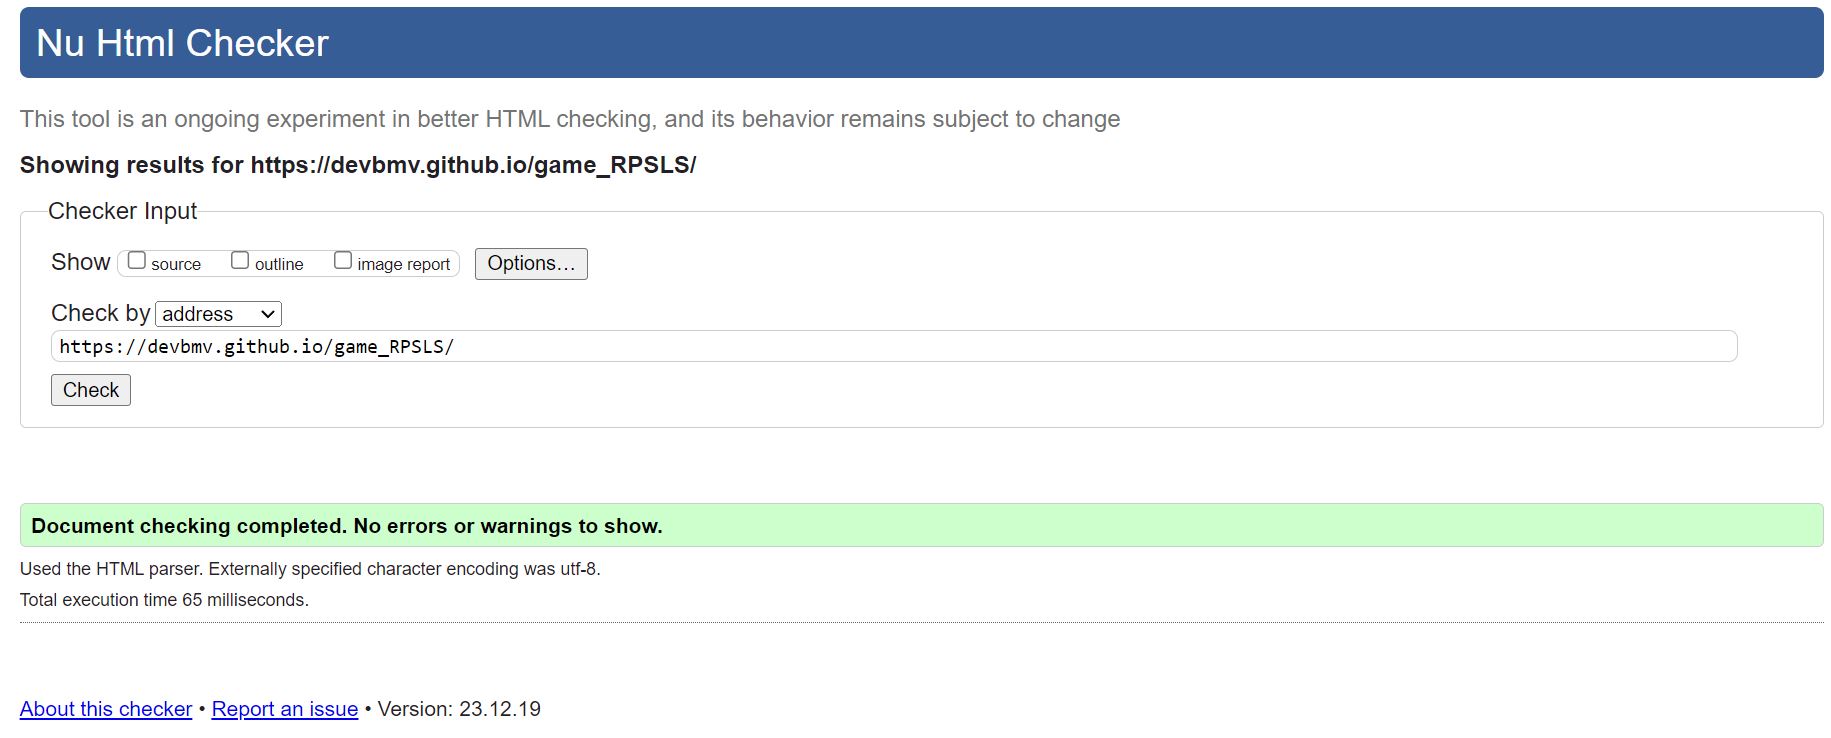 Nu Html Checker
This tool is an ongoing experiment in better HTML checking, and its behavior remains subject to change
Showing results for https://devbmv.github.io/game_RPSLS/
Checker Input
Show source outline image report Options...
Check by address
https://devbmv.github.io/game_RPSLS/
Check
Document checking completed. No errors or warnings to show.
Used the HTML parser. Externally specified character encoding was utf-8.
Total execution time 65 milliseconds.
About this checker • Report an issue • Version: 23.12.19